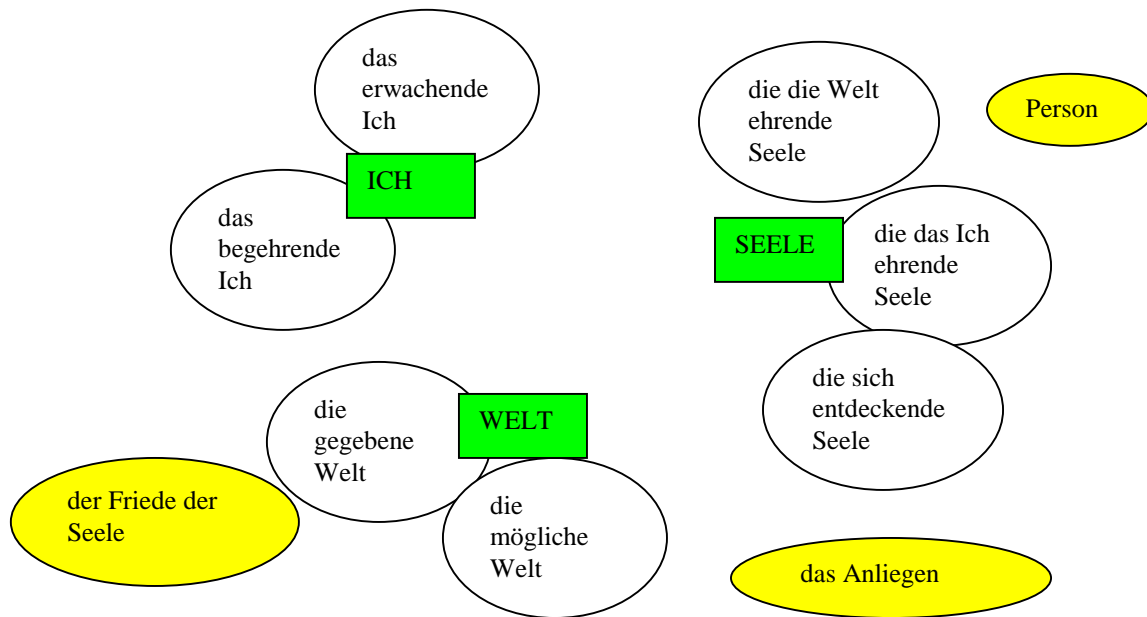 das
erwachende
Ich
ICH
das
begehrende
Ich
die die Welt
ehrende
Seele
Person
SEELE
die das Ich
ehrende
Seele
die sich
entdeckende
Seele
die
gegebene
Welt
WELT
der Friede der
Seele
die
mögliche
Welt
das Anliegen